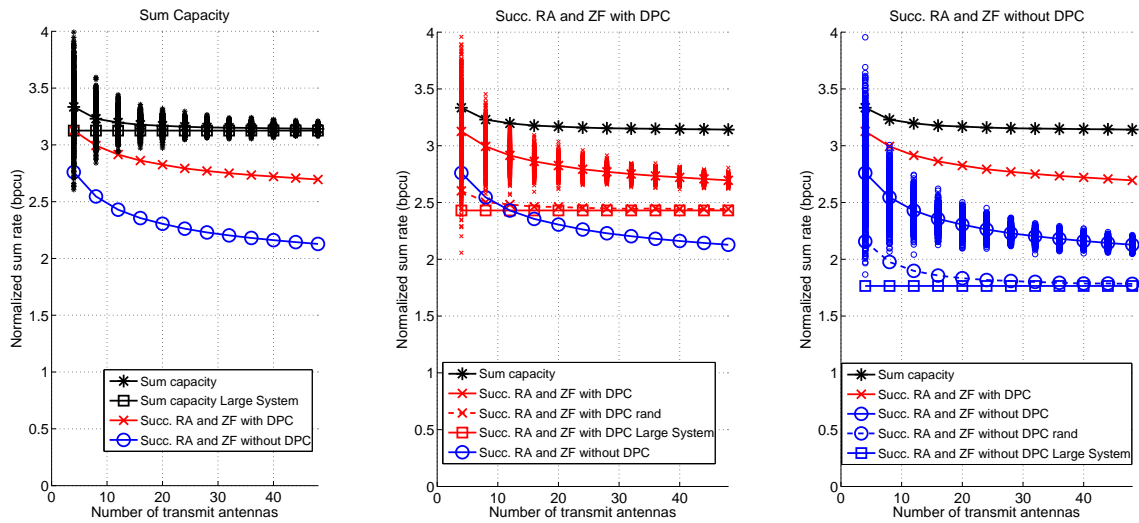 Sum Capacity
4
3.5
3
2.5
2
1.5
1
0.5
0
0
10
20
30
40
Normalized sum rate (bpcu)
Number of transmit antennas
Sum capacity
Sum capacity Large System
Succ. RA and ZF with DPC
Succ. RA and ZF without DPC
Succ. RA and ZF with DPC
4
3.5
3
2.5
2
1.5
1
0.5
0
0
10
20
30
40
Normalized sum rate (bpcu)
Number of transmit antennas
Sum capacity
Succ. RA and ZF with DPC
Succ. RA and ZF with DPC rand
Succ. RA and ZF with DPC Large System
Succ. RA and ZF without DPC
Succ. RA and ZF without DPC
4
3.5
3
2.5
2
1.5
1
0.5
0
0
10
20
30
40
Normalized sum rate (bpcu)
Number of transmit antennas
Sum capacity
Succ. RA and ZF with DPC
Succ. RA and ZF without DPC
Succ. RA and ZF without DPC rand
Succ. RA and ZF without DPC Large System